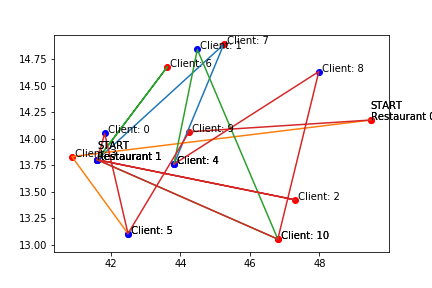 Client: 7
Client: 1
14.75
Client: 6
Client: 8
14.50
14.25
START
Restaurant 0
Client: 0
Client: 9
14.00
START
Client: 3
Restaurant 1
13.75
Client: 4
13.50
Client: 2
13.25
Client: 5
Client: 10
13.00
42
44
46
48